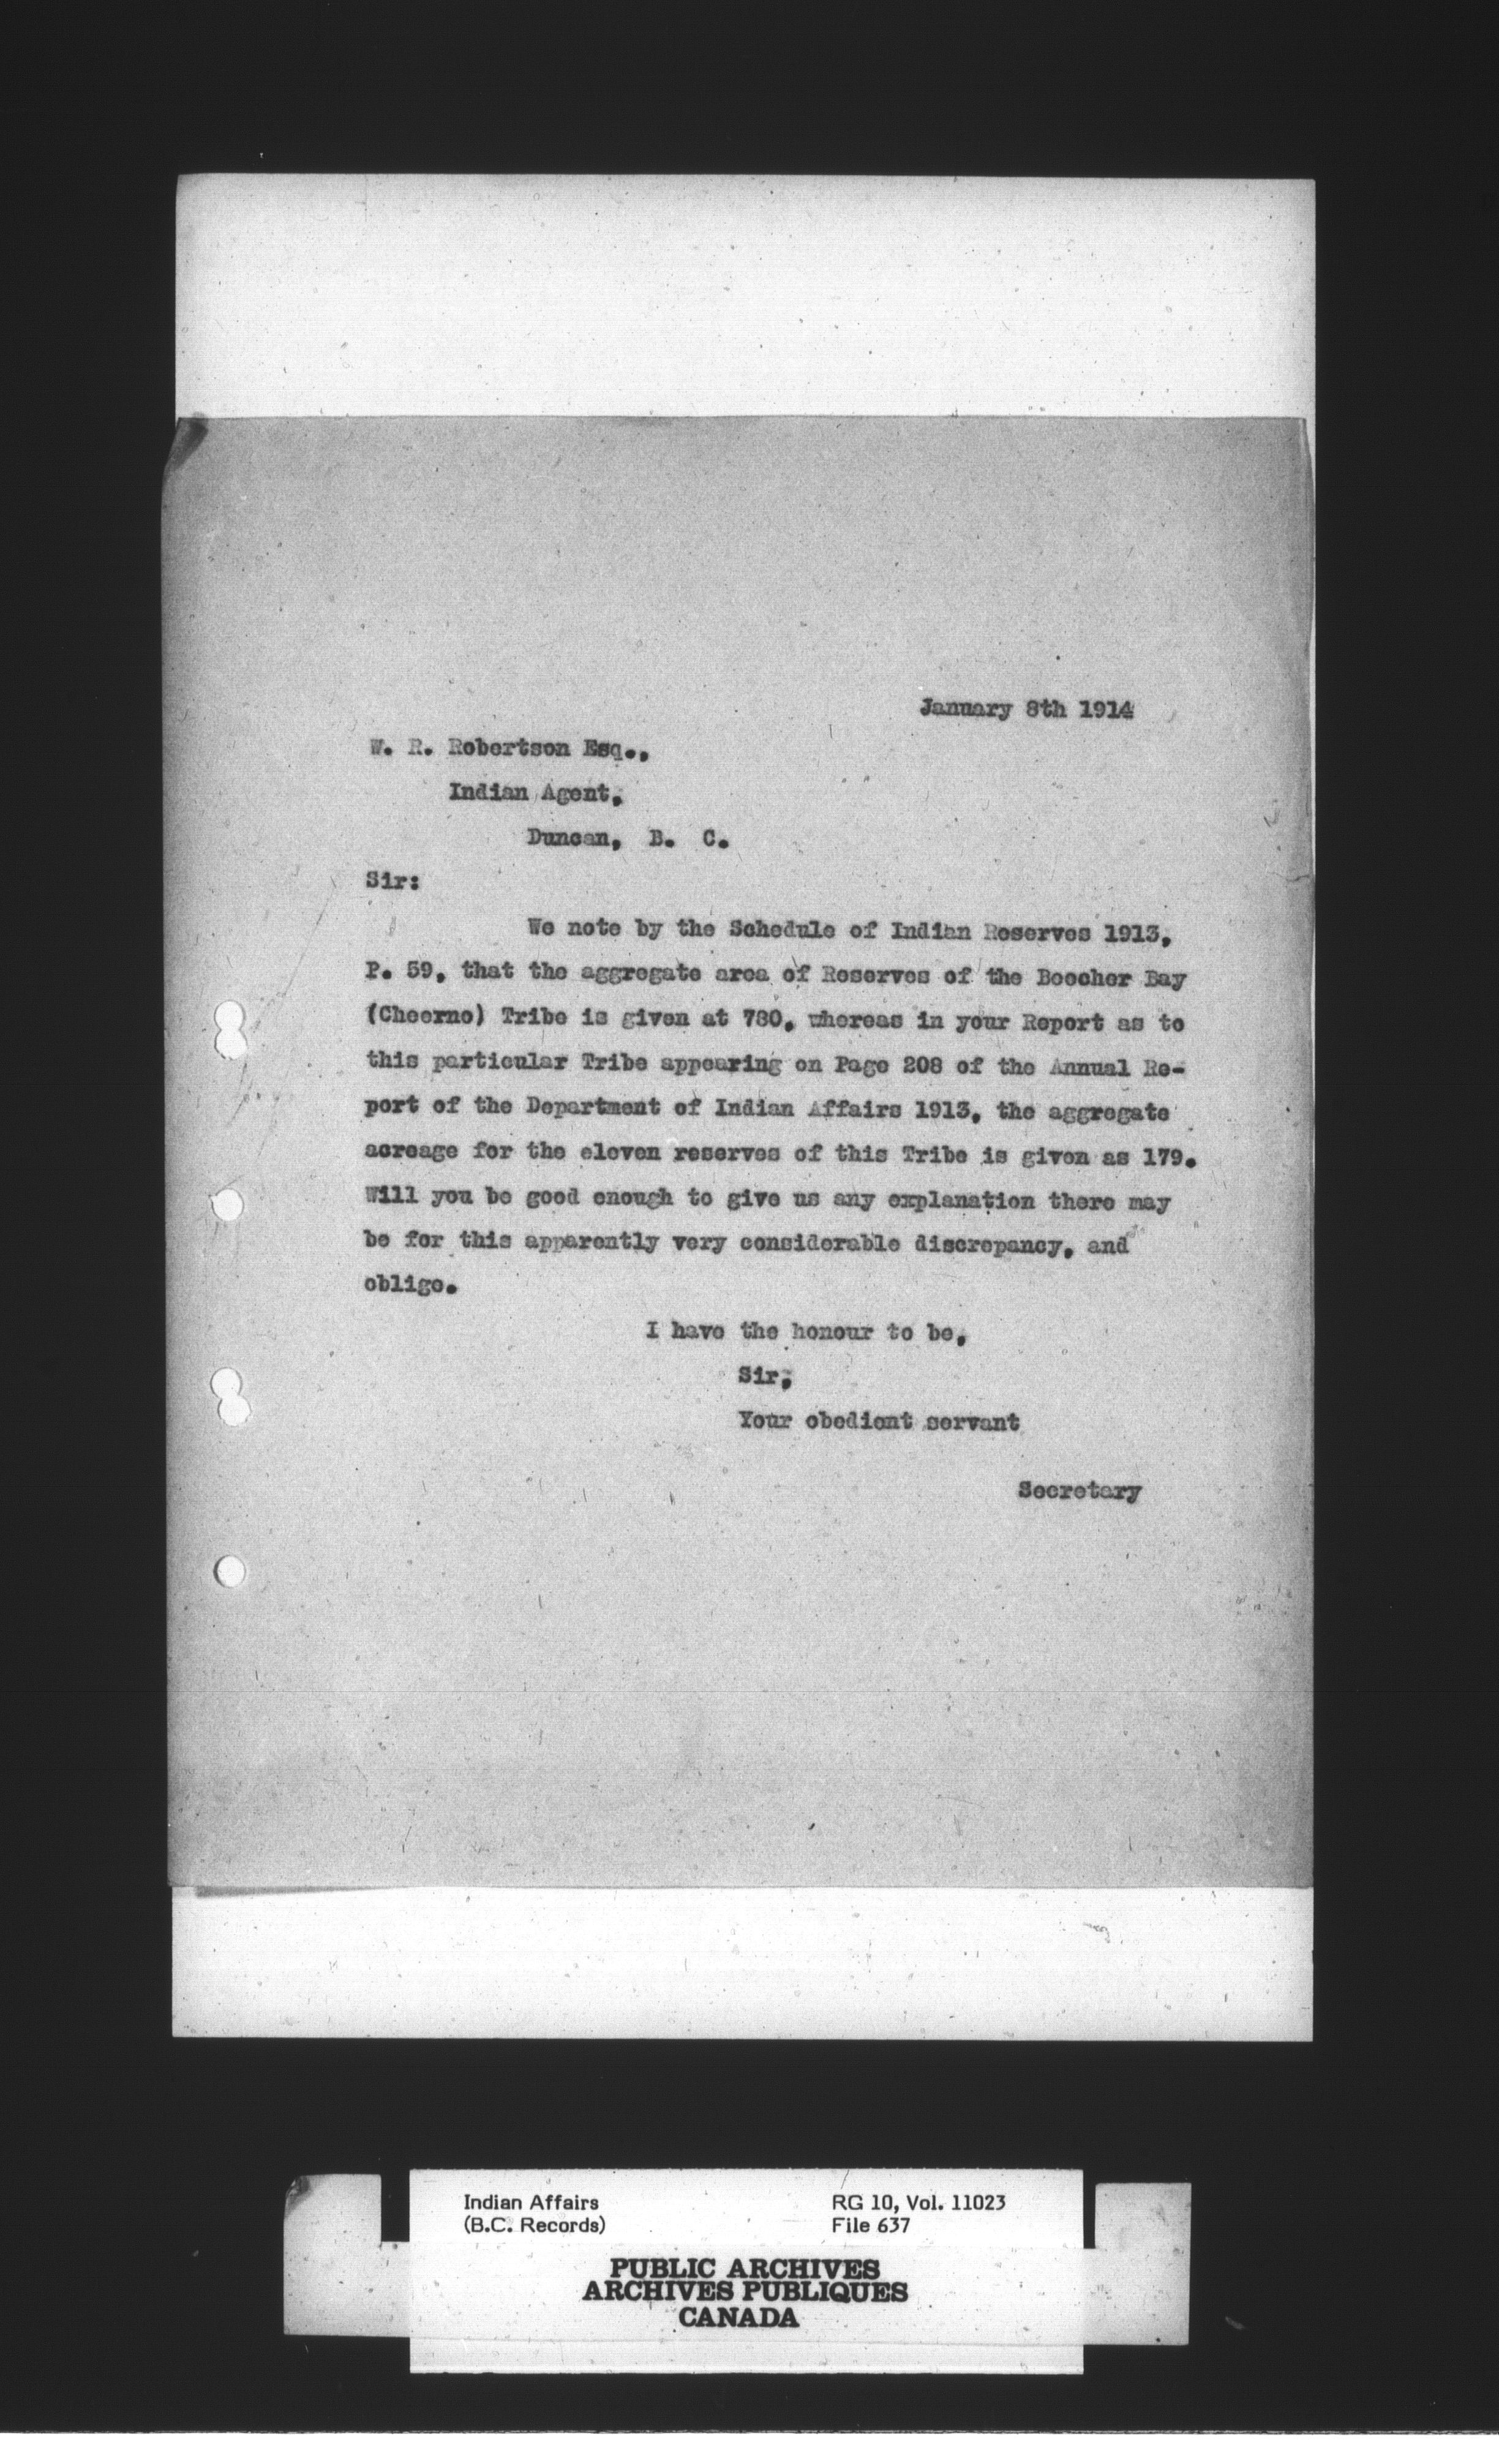 January 8th 1914
W. R. Robertson Esq.,
Indian Agent,
Duncan, B. C.
Sir:
We note by the Schedule of Indian Reserves 1913,
P. 59, that the aggregate area of Reserves of the Beecher Bay
(Cheerno) Tribe is given at 780, whereas in your Report as to
this particular Tribe appearing on Page 208 of the Annual Re-
port of the Department of Indian Affairs 1913, the aggregate
acreage for the eleven reserves of this Tribe is given as 179.
Will you be good enough to give us any explanation there may
be for this apparently very considerable discrepancy, and
oblige.
I have the honour to be,
Sir,
Your obedient servant
Secretary
Indian Affairs
(B.C. Records)
RG 10, Vol. 11023
File 637
PUBLIC ARCHIVES
ARCHIVES PUBLIQUES
CANADA